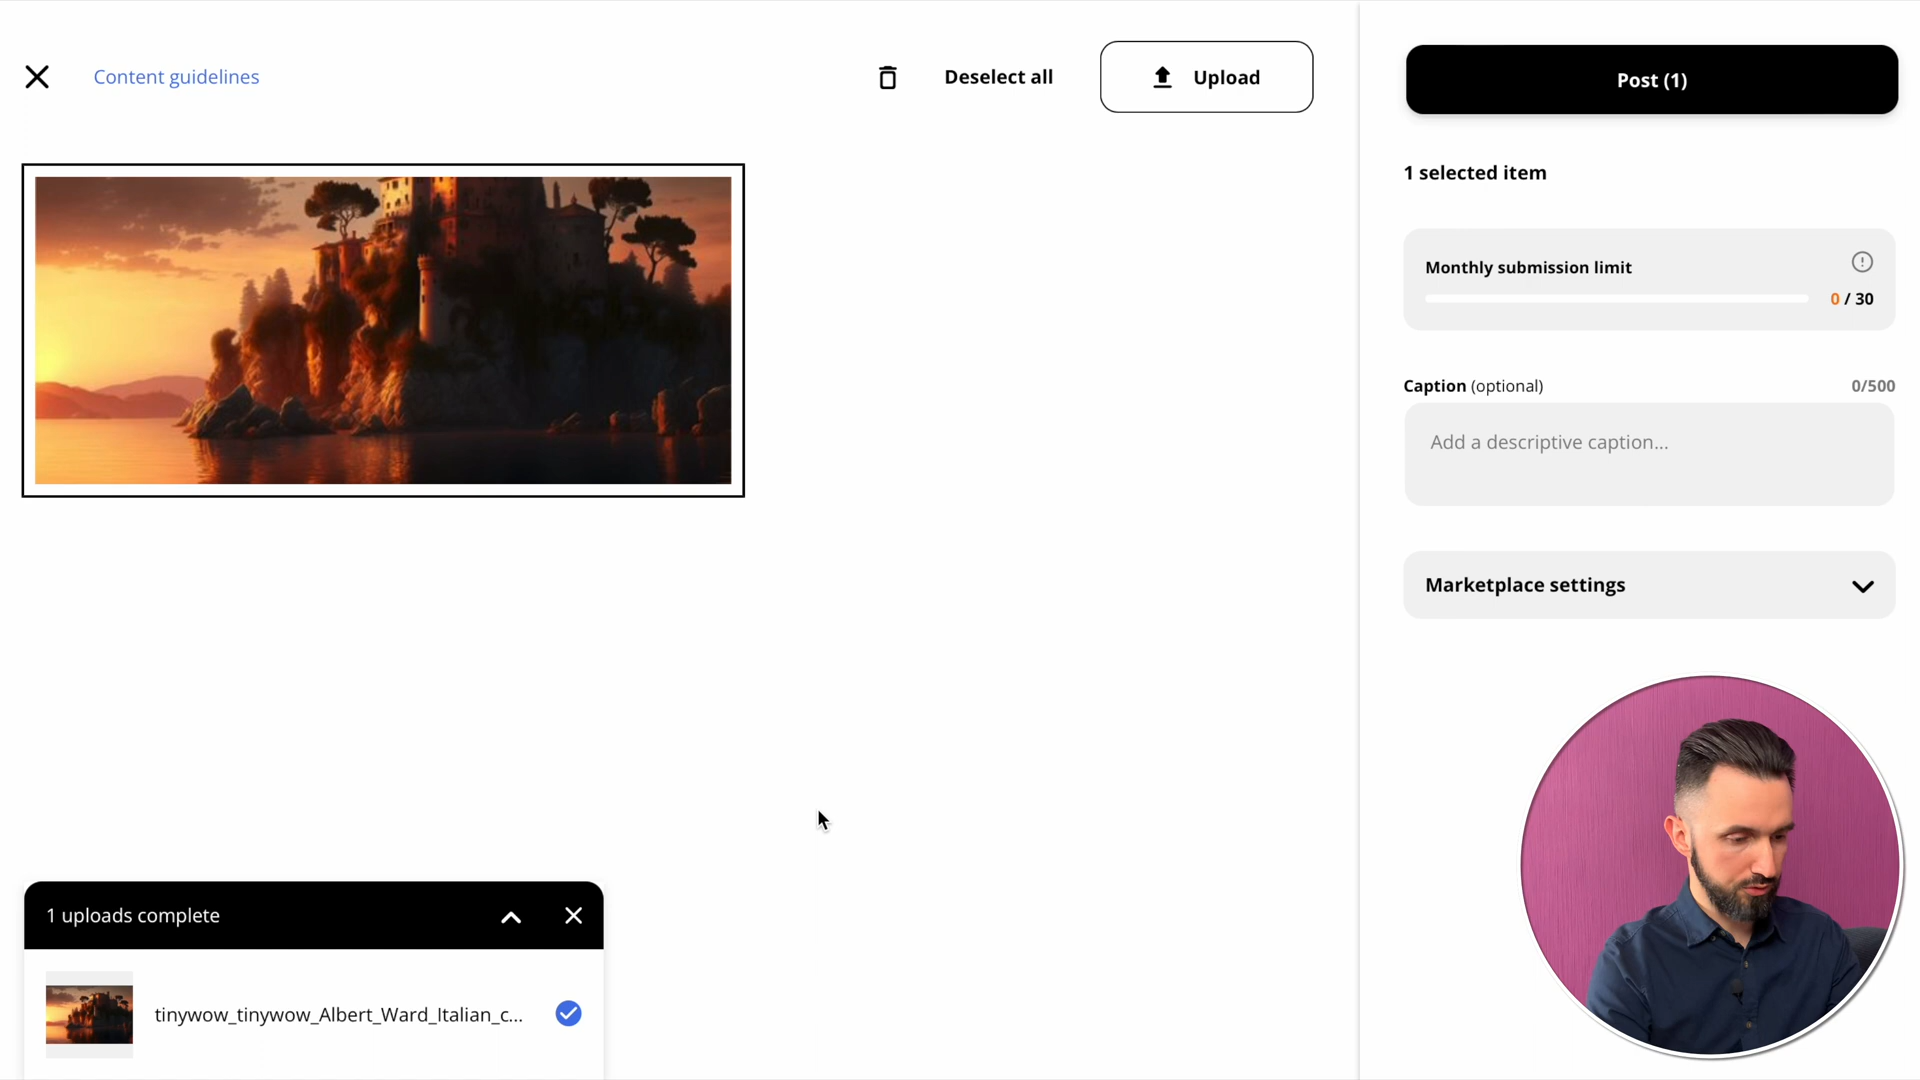 Content guidelines
Deselect all
Upload
Post (1)
1 selected item
Monthly submission limit
0 / 30
Caption (optional)
0/500
Add a descriptive caption...
Marketplace settings
1 uploads complete
tinywow_tinywow_Albert_Ward_Italian_c...